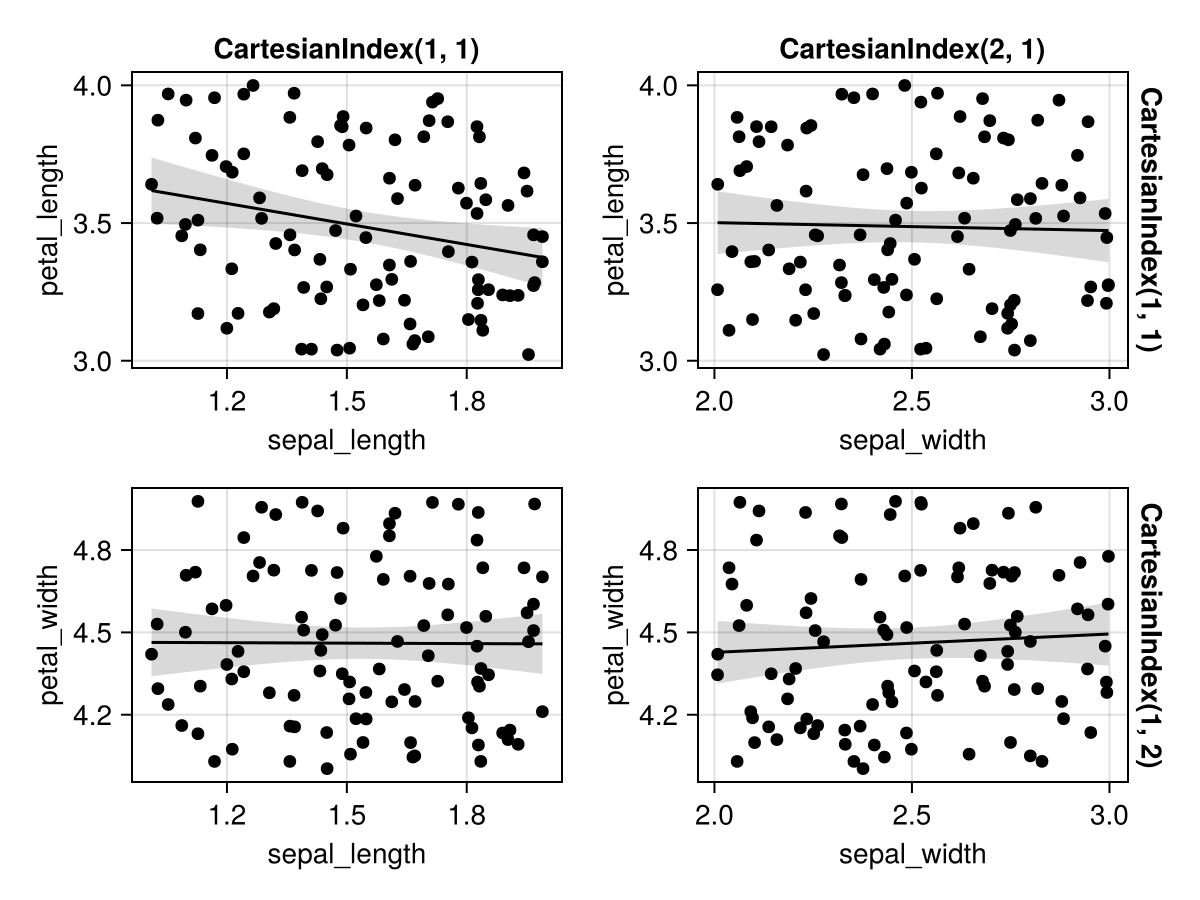 CartesianIndex(1, 1)
CartesianIndex(2, 1)
petal_length
4.0
3.5
3.0
1.2 1.5 1.8
sepal_length
petal_length
4.0
3.5
3.0
2.0 2.5 3.0
sepal_width
CartesianIndex(1, 1)
petal_width
4.8
4.5
4.2
1.2 1.5 1.8
sepal_length
petal_width
4.8
4.5
4.2
2.0 2.5 3.0
sepal_width
CartesianIndex(1, 2)